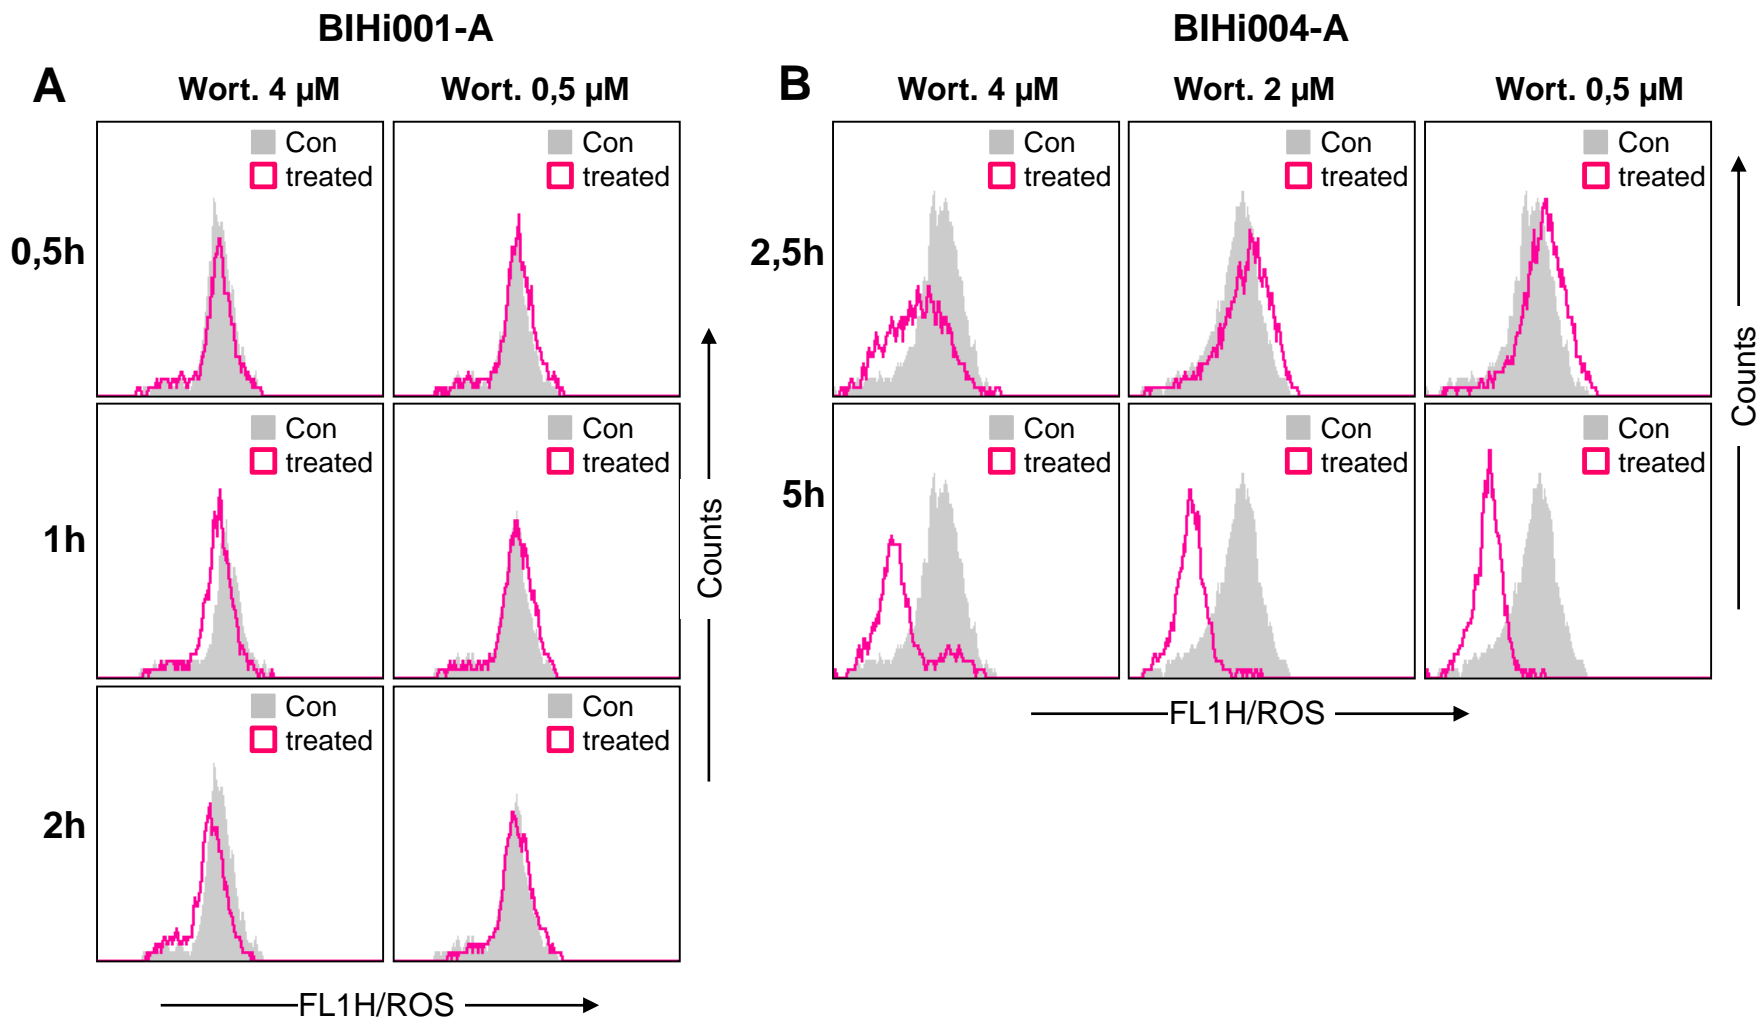 BIHi001-A
A
Wort. 4 µM
Wort. 0,5 µM
0,5h
Con
treated
Con
treated
1h
Con
treated
Con
treated
2h
Con
treated
Con
treated
Counts
FL1H/ROS
BIHi004-A
B
Wort. 4 µM
Wort. 2 µM
Wort. 0,5 µM
2,5h
Con
treated
Con
treated
Con
treated
5h
Con
treated
Con
treated
Con
treated
Counts
FL1H/ROS